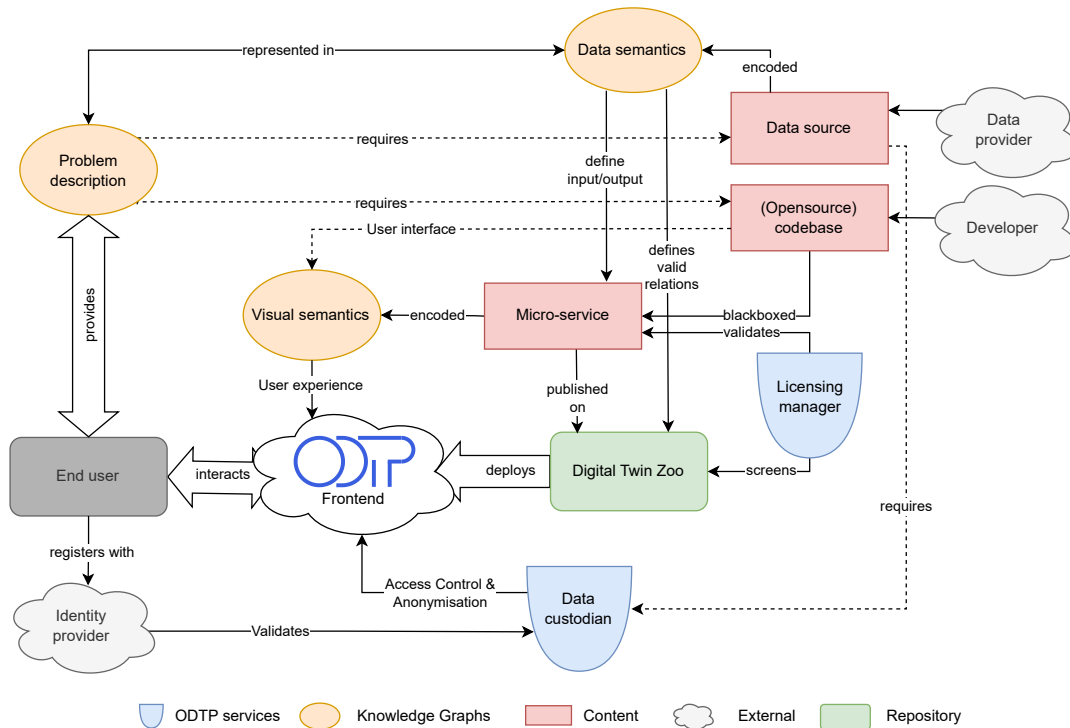 represented in
Data semantics
encoded
Data source
Data
provider
Problem
description
requires
define
input/output
requires
(Opensource)
codebase
Developer
User interface
defines
valid
relations
provides
Visual semantics
encoded
Micro-service
blackboxed
validates
User experience
published
on
Licensing
manager
End user
interacts
ODTP
Frontend
deploys
Digital Twin Zoo
screens
requires
registers with
Access Control &
Anonymisation
Data
custodian
Identity
provider
Validates
ODTP services
Knowledge Graphs
Content
External
Repository